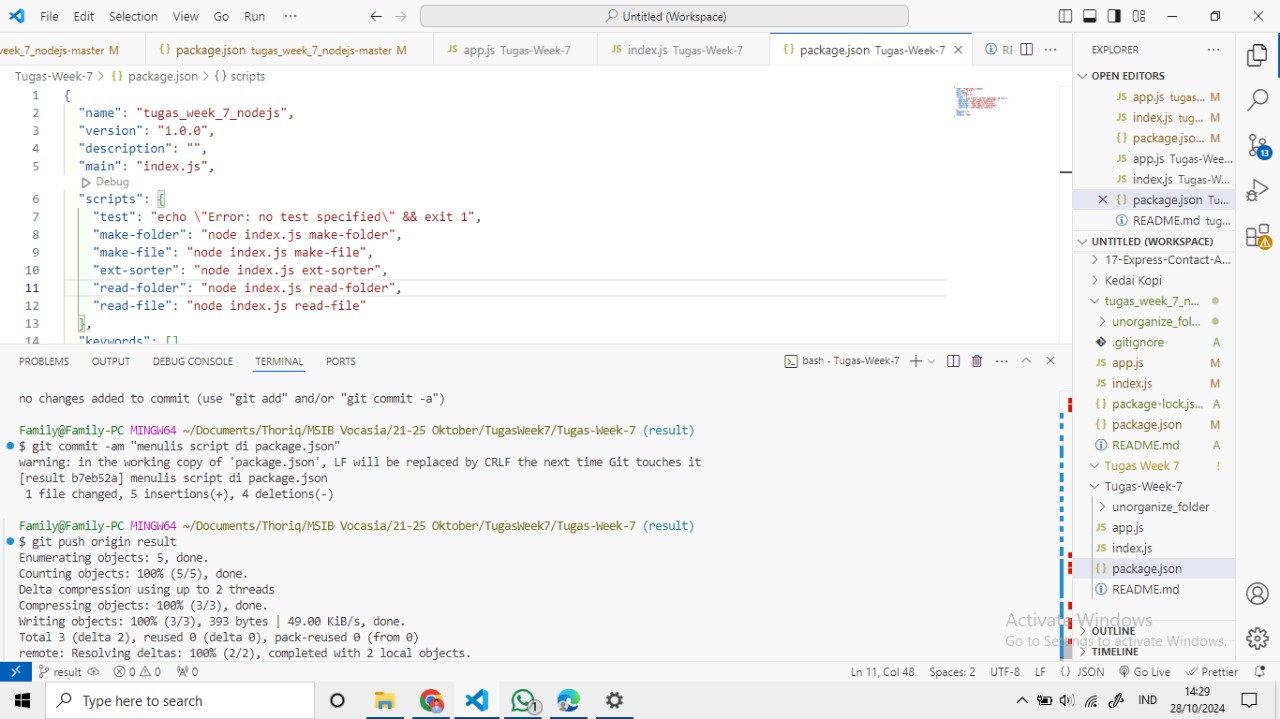 File Edit Selection View Go Run ··· Untitled (Workspace)
week_7_nodejs-master M
{} package.json tugas_week_7_nodejs-master M
JS app.js Tugas-Week-7
JS index.js Tugas-Week-7
{} package.json Tugas-Week-7
Tugas-Week-7 > {} package.json > {} scripts
1 {
2 "name": "tugas_week_7_nodejs",
3 "version": "1.0.0",
4 "description": "",
5 "main": "index.js",
Debug
6 "scripts": {
7 "test": "echo \"Error: no test specified\" && exit 1",
8 "make-folder": "node index.js make-folder",
9 "make-file": "node index.js make-file",
10 "ext-sorter": "node index.js ext-sorter",
11 "read-folder": "node index.js read-folder",
12 "read-file": "node index.js read-file"
13 },
14 "keywords": []
PROBLEMS OUTPUT DEBUG CONSOLE TERMINAL PORTS
bash - Tugas-Week-7
no changes added to commit (use "git add" and/or "git commit -a")
Family@Family-PC MINGW64 ~/Documents/Thoriq/MSIB Vocasia/21-25 Oktober/TugasWeek7/Tugas-Week-7 (result)
$ git commit -am "menulis script di package.json"
warning: in the working copy of 'package.json', LF will be replaced by CRLF the next time Git touches it
[result b7eb52a] menulis script di package.json
1 file changed, 5 insertions(+), 4 deletions(-)
Family@Family-PC MINGW64 ~/Documents/Thoriq/MSIB Vocasia/21-25 Oktober/TugasWeek7/Tugas-Week-7 (result)
$ git push origin result
Enumerating objects: 5, done.
Counting objects: 100% (5/5), done.
Delta compression using up to 2 threads
Compressing objects: 100% (3/3), done.
Writing objects: 100% (3/3), 393 bytes | 49.00 KiB/s, done.
Total 3 (delta 2), reused 0 (delta 0), pack-reused 0 (from 0)
remote: Resolving deltas: 100% (2/2), completed with 2 local objects.
EXPLORER
OPEN EDITORS
JS app.js tugas... M
JS index.js tug... M
{} package.jso... M
JS app.js Tugas-Wee...
JS index.js Tugas-W...
{} package.json Tu...
README.md tug...
UNTITLED (WORKSPACE)
17-Express-Contact-A...
Kedai Kopi
tugas_week_7_n...
unorganize_fol...
.gitignore A
JS app.js M
JS index.js M
{} package-lock.js... A
{} package.json M
README.md A
Tugas Week 7 !
Tugas-Week-7
unorganize_folder
JS app.js
JS index.js
{} package.json
README.md
OUTLINE
TIMELINE
13
Activate Windows
Go to Settings to activate Windows.
result 0 0 0
Ln 11, Col 48 Spaces: 2 UTF-8 LF {} JSON Go Live Prettier
Type here to search
1
IND
14:29
28/10/2024